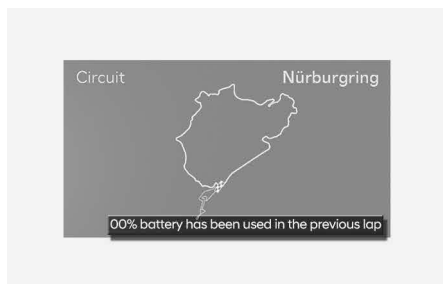 Circuit
Nürburgring
00% battery has been used in the previous lap